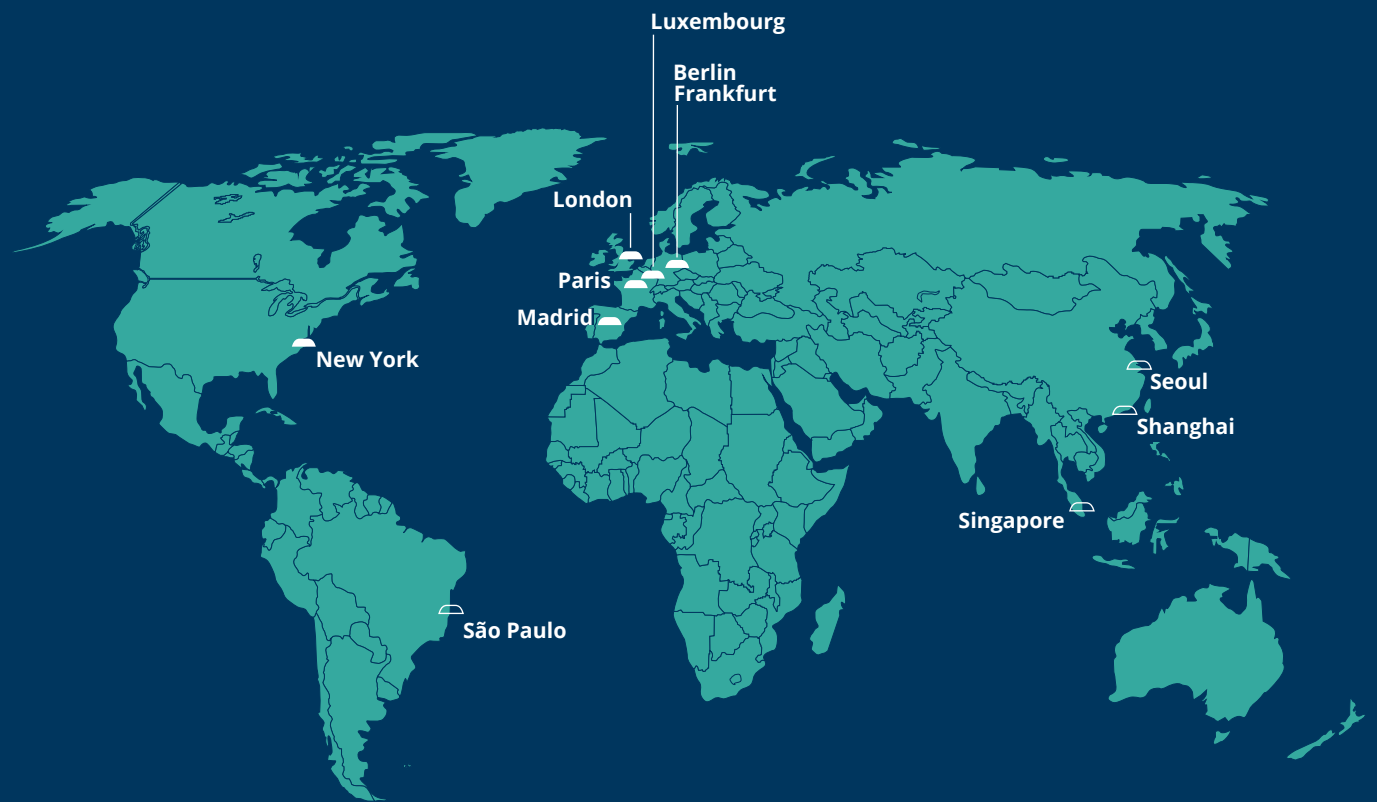 Luxembourg
Berlin
Frankfurt
London
Paris
Madrid
New York
Seoul
Shanghai
Singapore
São Paulo